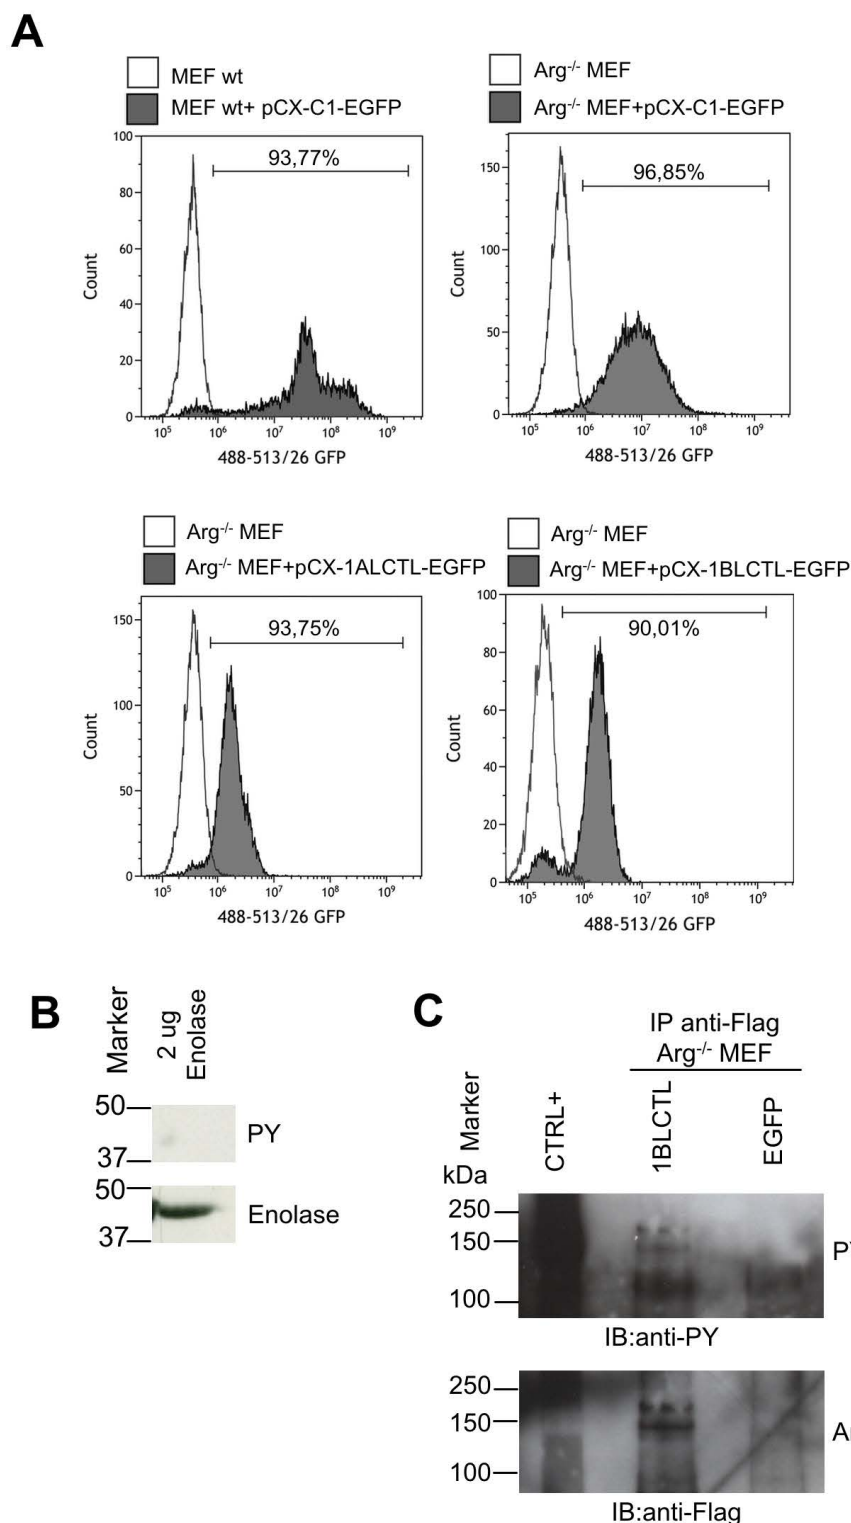 A
MEF wt
MEF wt+ pCX-C1-EGFP
93,77%
100
80
60
40
20
0
Count
10⁵ 10⁶ 10⁷ 10⁸ 10⁹
488-513/26 GFP
Arg⁻/⁻ MEF
Arg⁻/⁻ MEF+pCX-C1-EGFP
96,85%
150
100
50
0
Count
10⁵ 10⁶ 10⁷ 10⁸ 10⁹
488-513/26 GFP
Arg⁻/⁻ MEF
Arg⁻/⁻ MEF+pCX-1ALCTL-EGFP
93,75%
150
100
50
0
Count
10⁵ 10⁶ 10⁷ 10⁸ 10⁹
488-513/26 GFP
Arg⁻/⁻ MEF
Arg⁻/⁻ MEF+pCX-1BLCTL-EGFP
90,01%
100
80
60
40
20
0
Count
10⁵ 10⁶ 10⁷ 10⁸ 10⁹
488-513/26 GFP
B
Marker
2 ug
Enolase
50
37
PY
50
37
Enolase
C
IP anti-Flag
Arg⁻/⁻ MEF
Marker
CTRL+
1BLCTL
EGFP
kDa
250
150
100
IB:anti-PY
250
150
100
IB:anti-Flag